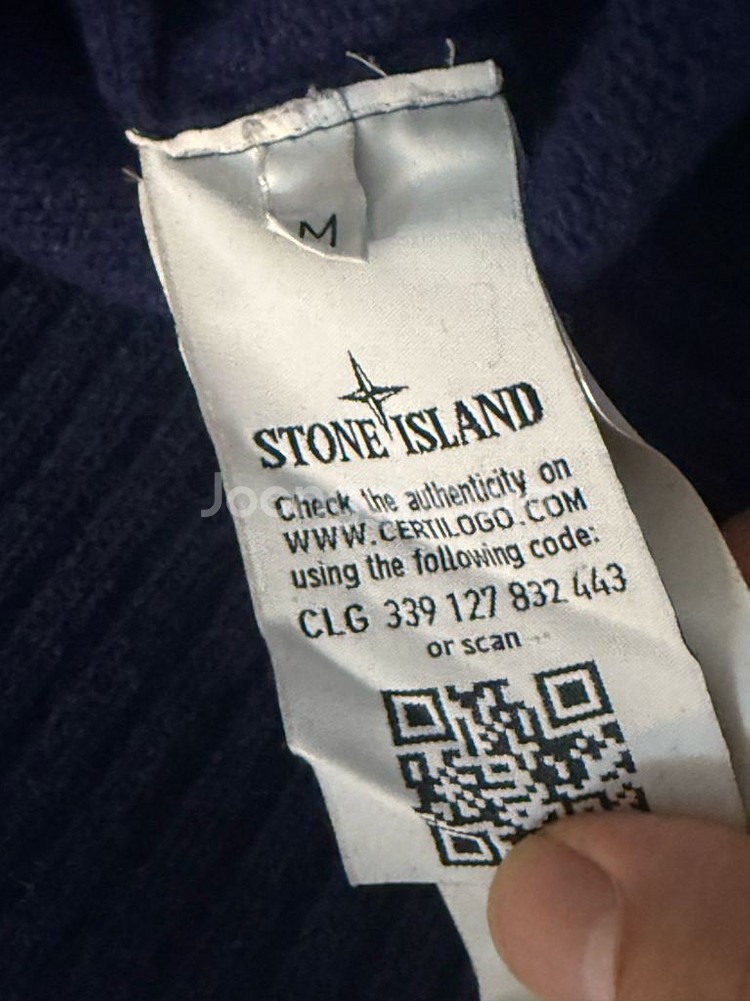 M
STONE ISLAND
Check the authenticity on
WWW.CERTILOGO.COM
using the following code:
CLG 339 127 832 443
or scan